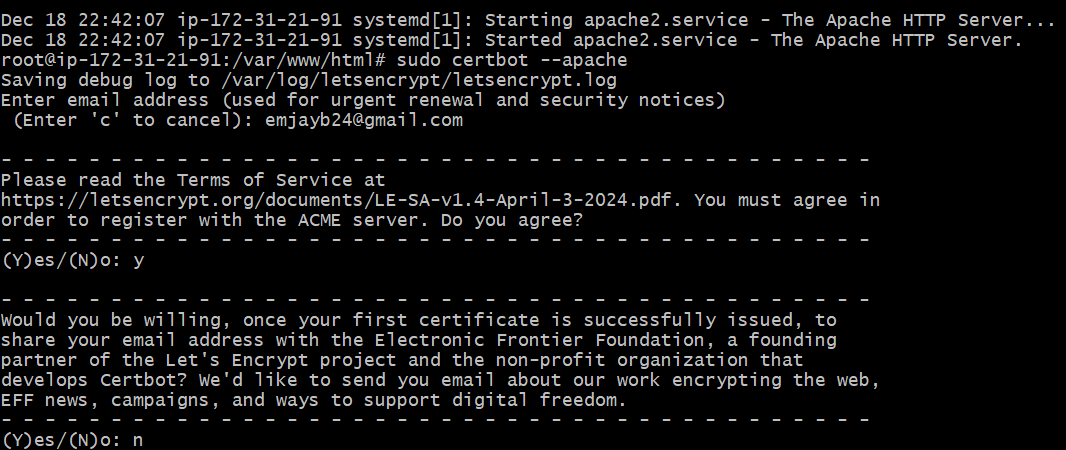 Dec 18 22:42:07 ip-172-31-21-91 systemd[1]: Starting apache2.service - The Apache HTTP Server...
Dec 18 22:42:07 ip-172-31-21-91 systemd[1]: Started apache2.service - The Apache HTTP Server.
root@ip-172-31-21-91:/var/www/html# sudo certbot --apache
Saving debug log to /var/log/letsencrypt/letsencrypt.log
Enter email address (used for urgent renewal and security notices)
 (Enter 'c' to cancel): emjayb24@gmail.com

- - - - - - - - - - - - - - - - - - - - - - - - - - - - - - - - - - - - - - - -
Please read the Terms of Service at
https://letsencrypt.org/documents/LE-SA-v1.4-April-3-2024.pdf. You must agree in
order to register with the ACME server. Do you agree?
- - - - - - - - - - - - - - - - - - - - - - - - - - - - - - - - - - - - - - - -
(Y)es/(N)o: y

- - - - - - - - - - - - - - - - - - - - - - - - - - - - - - - - - - - - - - - -
Would you be willing, once your first certificate is successfully issued, to
share your email address with the Electronic Frontier Foundation, a founding
partner of the Let's Encrypt project and the non-profit organization that
develops Certbot? We'd like to send you email about our work encrypting the web,
EFF news, campaigns, and ways to support digital freedom.
- - - - - - - - - - - - - - - - - - - - - - - - - - - - - - - - - - - - - - - -
(Y)es/(N)o: n